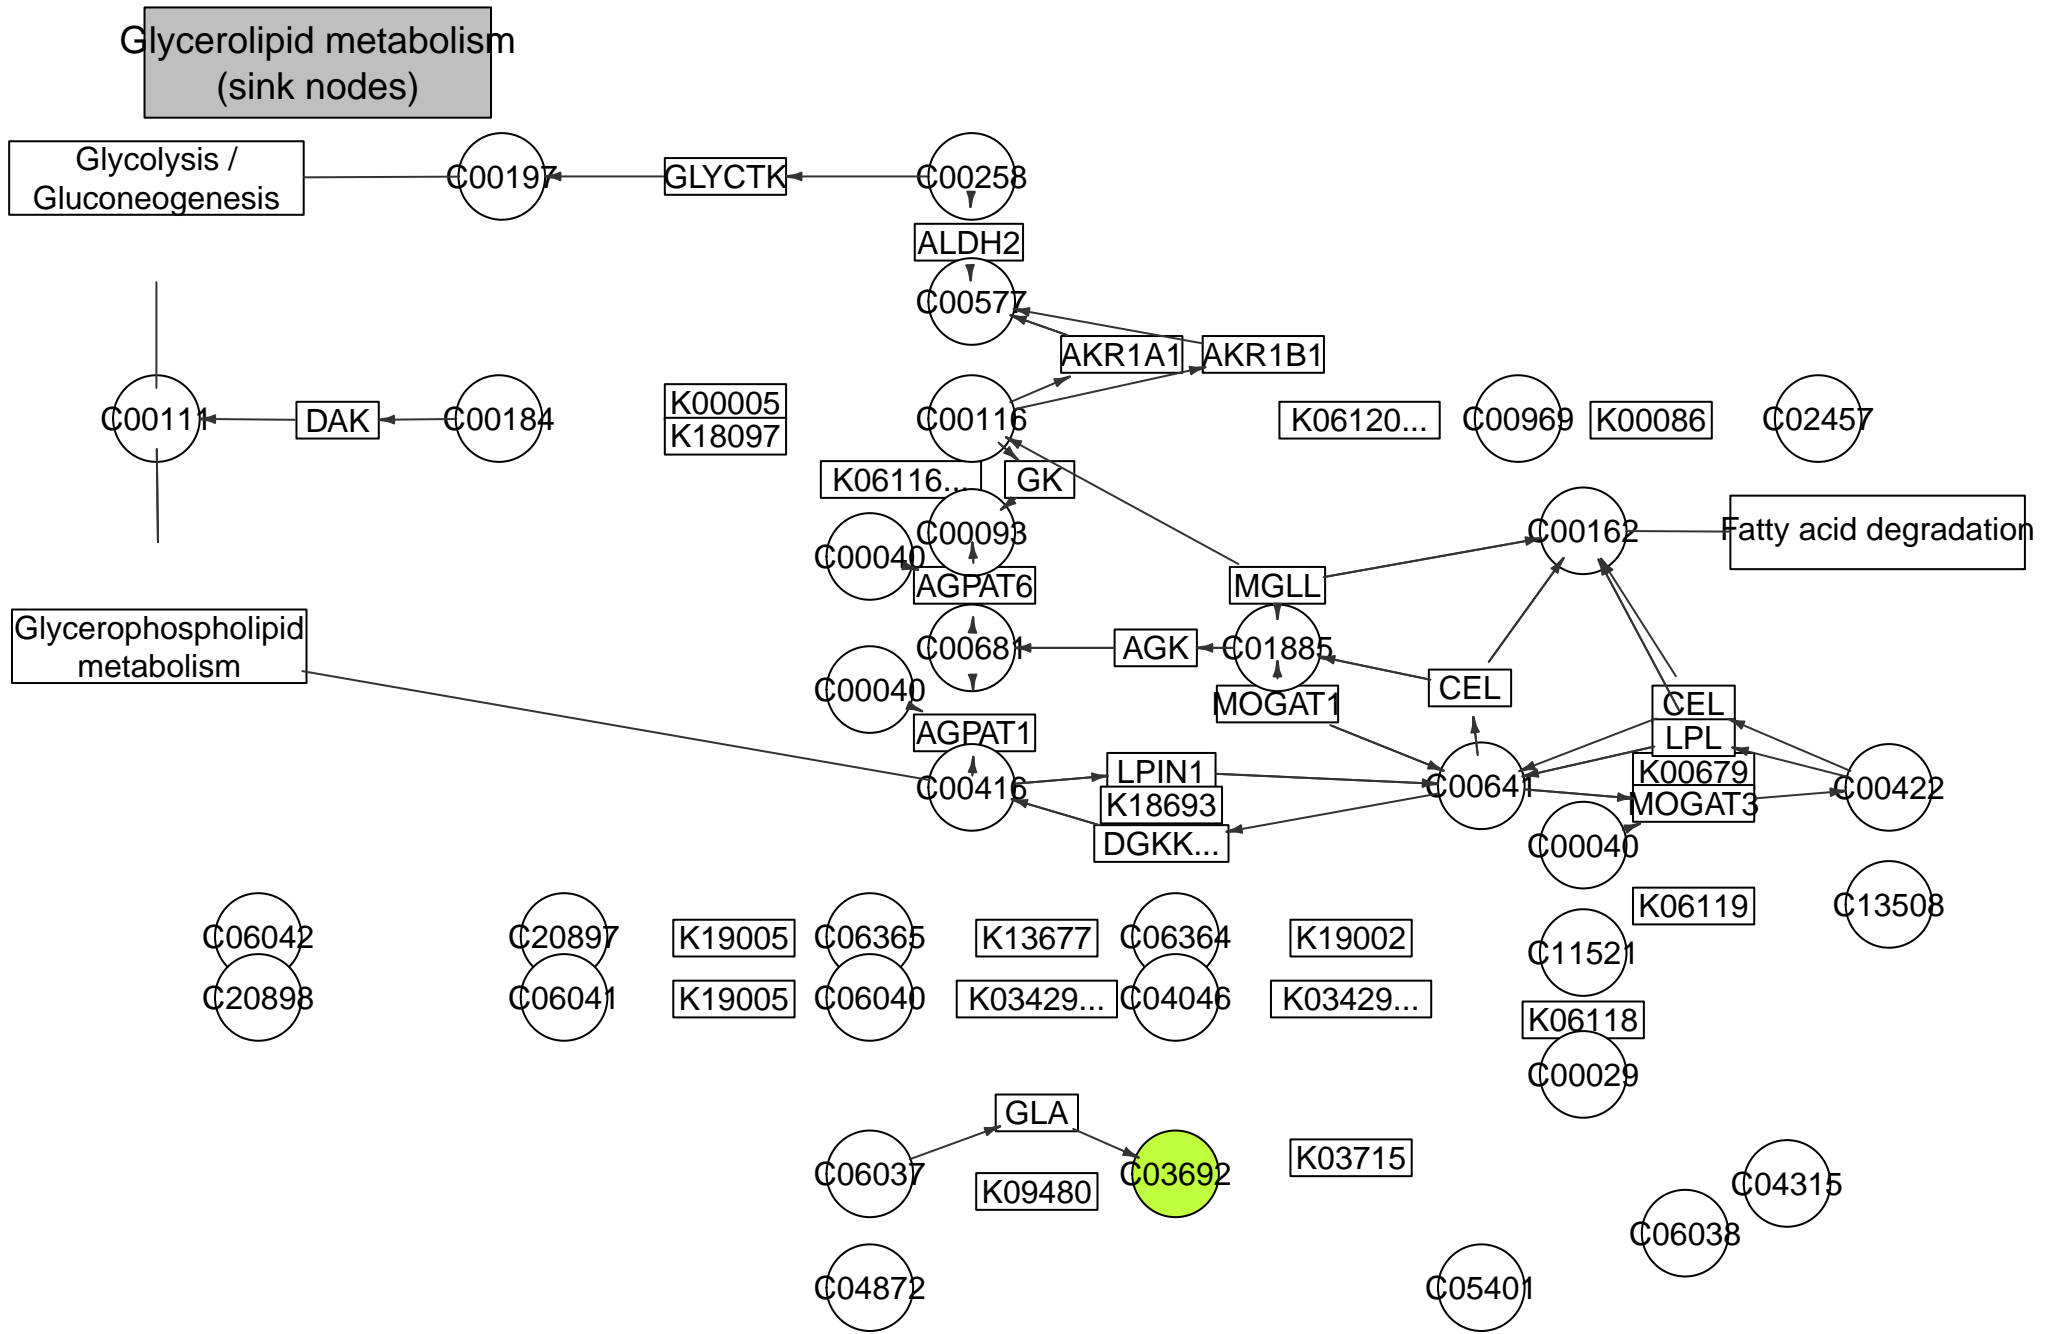 Glycerolipid metabolism
(sink nodes)
Glycolysis /
Gluconeogenesis
C00197
GLYCTK
C00258
ALDH2
C00577
AKR1A1
AKR1B1
C00111
DAK
C00184
K00005
K18097
C00116
K06120...
C00969
K00086
C02457
K06116...
GK
C00093
C00040
AGPAT6
MGLL
C00162
Fatty acid degradation
Glycerophospholipid
metabolism
C00681
AGK
C01885
C00040
MOGAT1
CEL
CEL
AGPAT1
LPL
C00416
LPIN1
K18693
DGKK...
C00641
K00679
MOGAT3
C00422
C00040
K06119
C13508
C06042
C20897
K19005
C06365
K13677
C06364
K19002
C11521
C20898
C06041
K19005
C06040
K03429...
C04046
K03429...
K06118
C00029
GLA
C06037
K09480
C03692
K03715
C04315
C06038
C04872
C05401